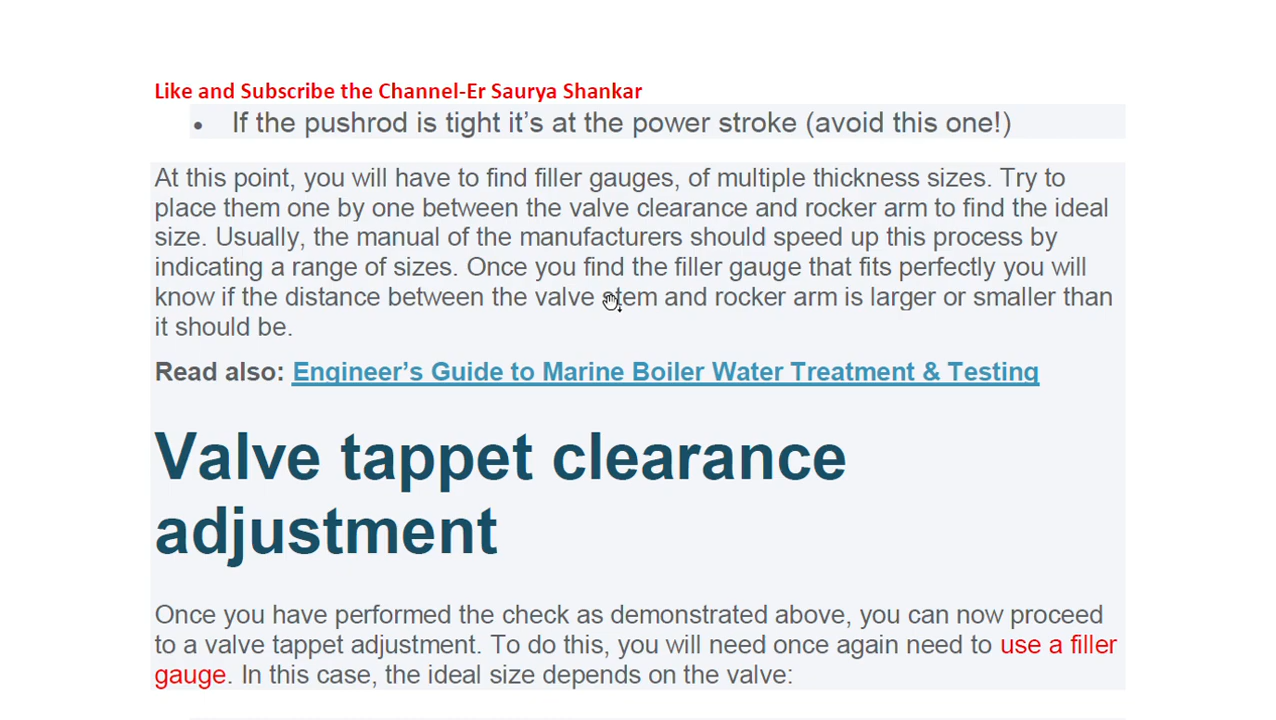 Like and Subscribe the Channel-Er Saurya Shankar
• If the pushrod is tight it’s at the power stroke (avoid this one!)
At this point, you will have to find filler gauges, of multiple thickness sizes. Try to
place them one by one between the valve clearance and rocker arm to find the ideal
size. Usually, the manual of the manufacturers should speed up this process by
indicating a range of sizes. Once you find the filler gauge that fits perfectly you will
know if the distance between the valve stem and rocker arm is larger or smaller than
it should be.
Read also: Engineer’s Guide to Marine Boiler Water Treatment & Testing
Valve tappet clearance
adjustment
Once you have performed the check as demonstrated above, you can now proceed
to a valve tappet adjustment. To do this, you will need once again need to use a filler
gauge. In this case, the ideal size depends on the valve: